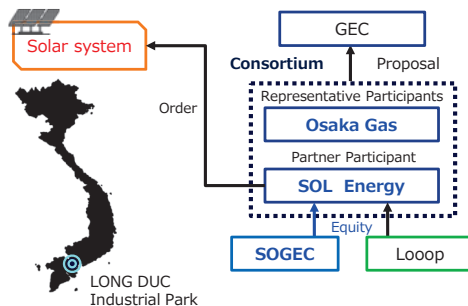 Solar system
GEC
Consortium
Proposal
Representative Participants
Order
Osaka Gas
Partner Participant
SOL Energy
Equity
SOGEC
Looop
LONG DUC
Industrial Park